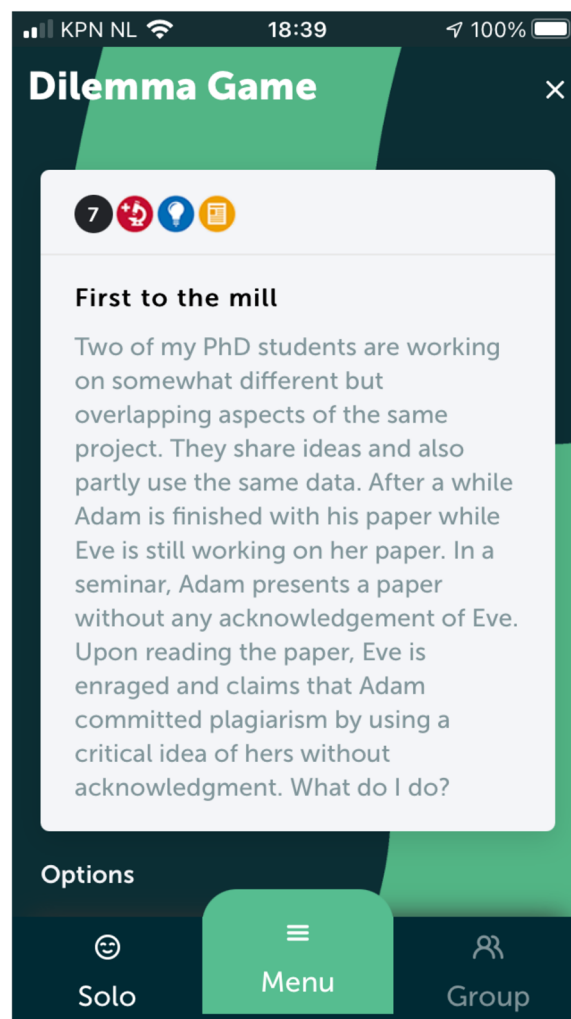 KPN NL 18:39 100%
Dilemma Game
7
First to the mill
Two of my PhD students are working
on somewhat different but
overlapping aspects of the same
project. They share ideas and also
partly use the same data. After a while
Adam is finished with his paper while
Eve is still working on her paper. In a
seminar, Adam presents a paper
without any acknowledgement of Eve.
Upon reading the paper, Eve is
enraged and claims that Adam
committed plagiarism by using a
critical idea of hers without
acknowledgment. What do I do?
Options
Solo Menu Group